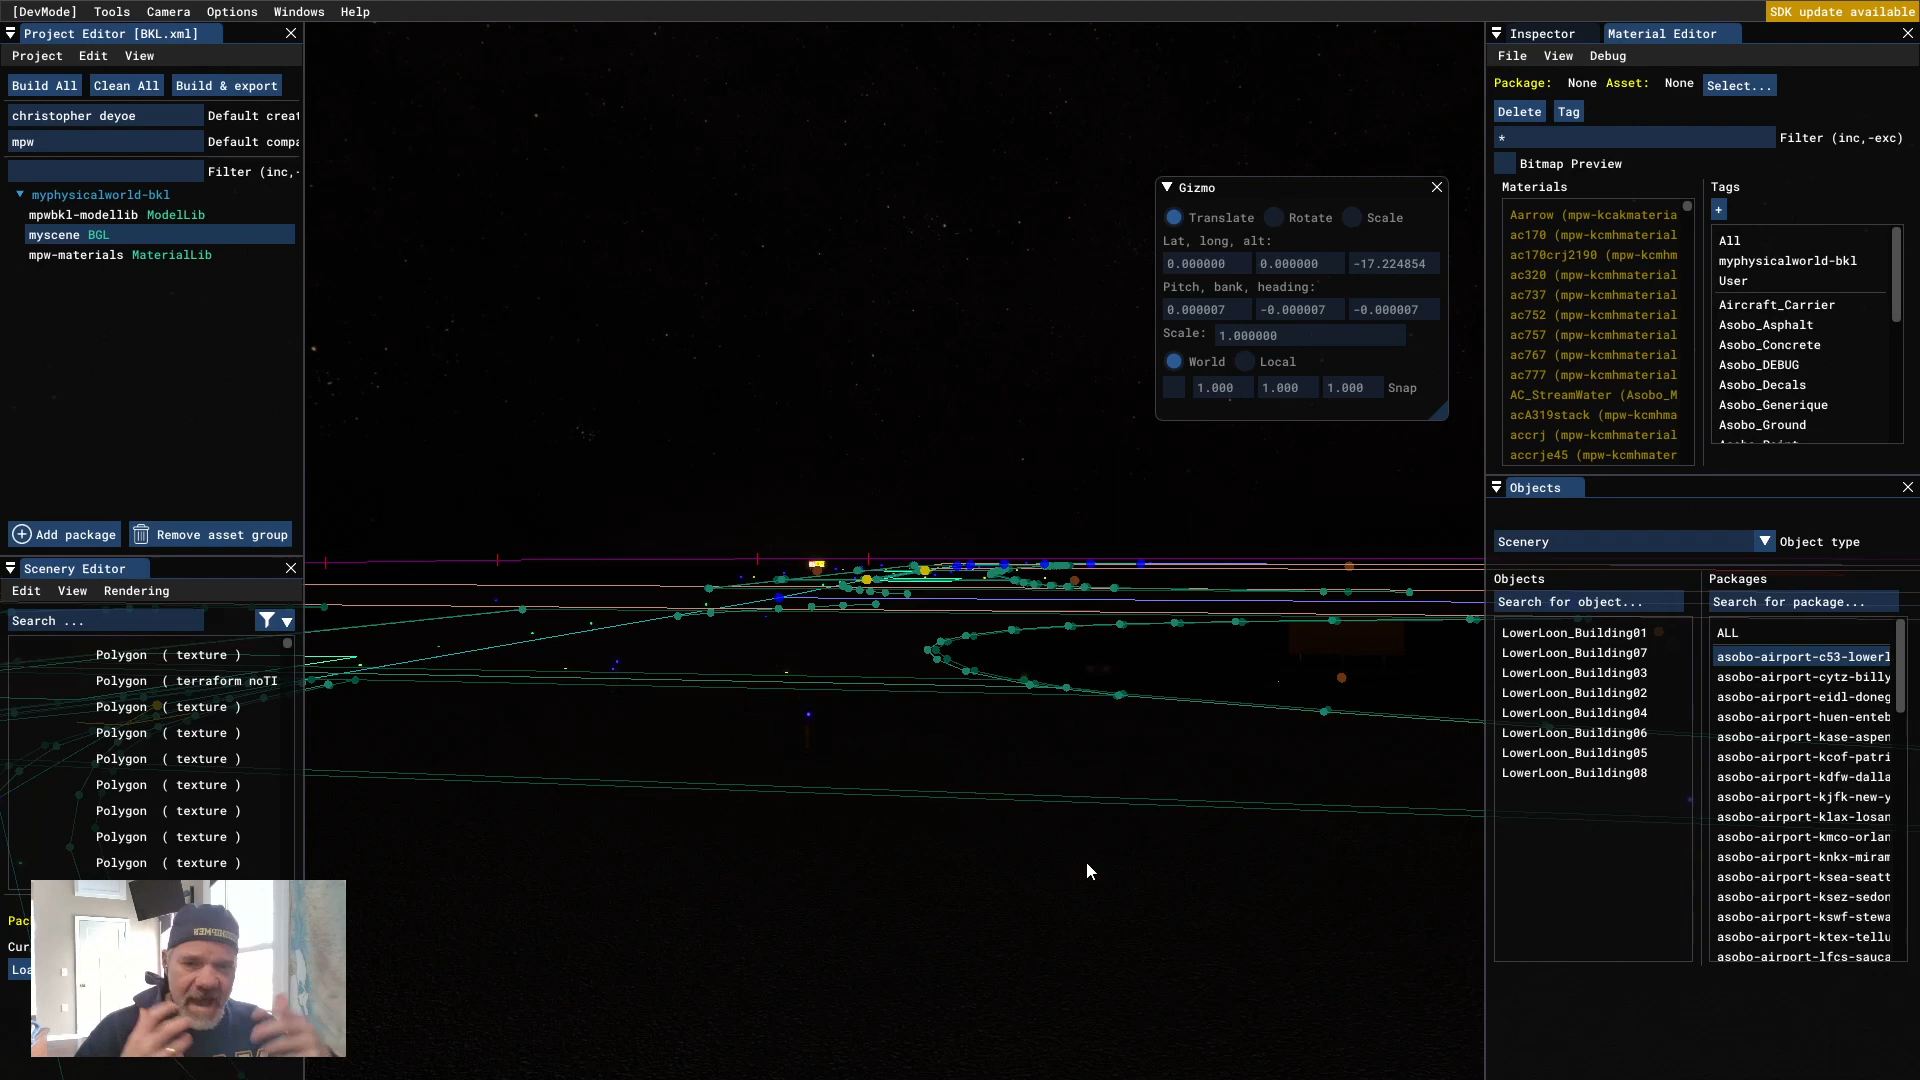 [DevMode] Tools Camera Options Windows Help
SDK update available
Project Editor [BKL.xml]
Project Edit View
Build All Clean All Build & export
christopher deyoe Default creat
mpw Default compa
Filter (inc,-
myphysicalworld-bkl
mpwbkl-modellib ModelLib
myscene BGL
mpw-materials MaterialLib
Add package Remove asset group
Scenery Editor
Edit View Rendering
Search ...
Polygon ( texture )
Polygon ( terraform noTI
Polygon ( texture )
Polygon ( texture )
Polygon ( texture )
Polygon ( texture )
Polygon ( texture )
Polygon ( texture )
Polygon ( texture )
Pac
Cur
Loa
Gizmo
Translate Rotate Scale
Lat, long, alt:
0.000000 0.000000 -17.224854
Pitch, bank, heading:
0.000007 -0.000007 -0.000007
Scale: 1.000000
World Local
1.000 1.000 1.000 Snap
Inspector Material Editor
File View Debug
Package: None Asset: None Select...
Delete Tag
* Filter (inc,-exc)
Bitmap Preview
Materials
Aarrow (mpw-kcakmateria
ac170 (mpw-kcmhmaterial
ac170crj2190 (mpw-kcmhm
ac320 (mpw-kcmhmaterial
ac737 (mpw-kcmhmaterial
ac752 (mpw-kcmhmaterial
ac757 (mpw-kcmhmaterial
ac767 (mpw-kcmhmaterial
ac777 (mpw-kcmhmaterial
AC_StreamWater (Asobo_M
acA319stack (mpw-kcmhma
accrj (mpw-kcmhmaterial
accrje45 (mpw-kcmhmater
Tags
+
All
myphysicalworld-bkl
User
Aircraft_Carrier
Asobo_Asphalt
Asobo_Concrete
Asobo_DEBUG
Asobo_Decals
Asobo_Generique
Asobo_Ground
Objects
Scenery Object type
Objects
Search for object...
LowerLoon_Building01
LowerLoon_Building07
LowerLoon_Building03
LowerLoon_Building02
LowerLoon_Building04
LowerLoon_Building06
LowerLoon_Building05
LowerLoon_Building08
Packages
Search for package...
ALL
asobo-airport-c53-lowerl
asobo-airport-cytz-billy
asobo-airport-eidl-doneg
asobo-airport-huen-enteb
asobo-airport-kase-aspen
asobo-airport-kcof-patri
asobo-airport-kdfw-dalla
asobo-airport-kjfk-new-y
asobo-airport-klax-losan
asobo-airport-kmco-orlan
asobo-airport-knkx-miram
asobo-airport-ksea-seatt
asobo-airport-ksez-sedon
asobo-airport-kswf-stewa
asobo-airport-ktex-tellu
asobo-airport-lfcs-sauca